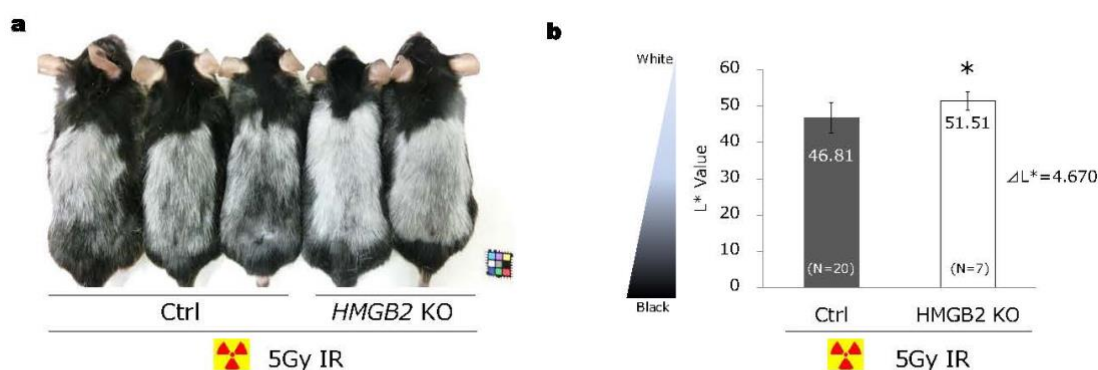 a
Ctrl
HMGB2 KO
5Gy IR
b
White
Black
L* Value
60
50
40
30
20
10
0
*
46.81
51.51
(N=20)
(N=7)
⊿L*=4.670
Ctrl
HMGB2 KO
5Gy IR